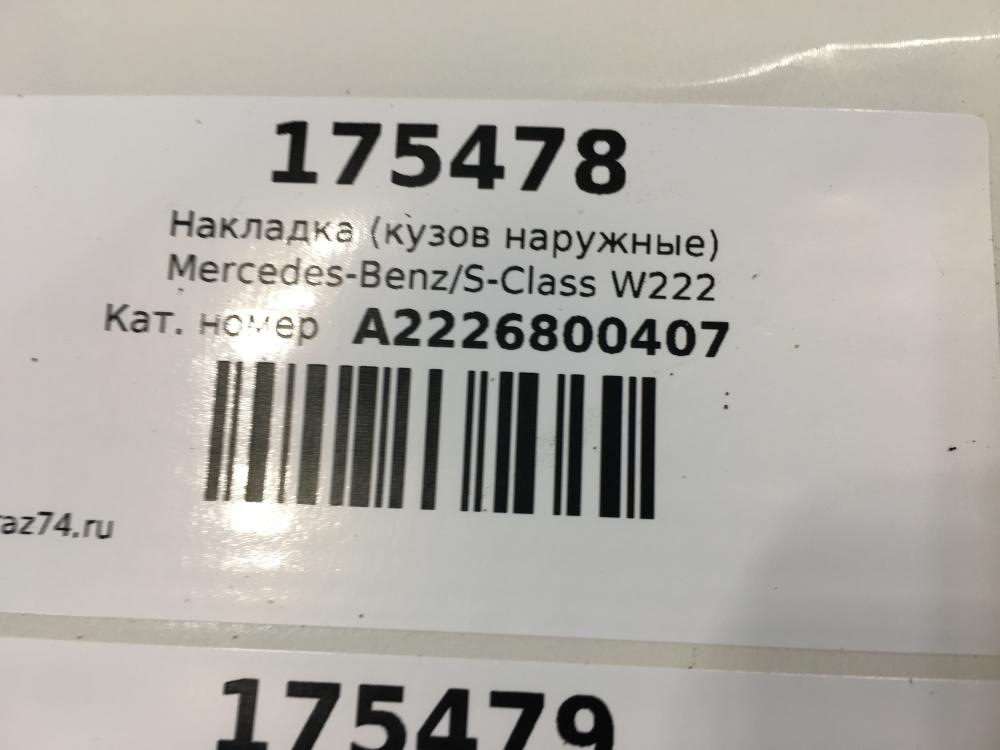 175478
Накладка (кузов наружные)
Mercedes-Benz/S-Class W222
Кат. номер A2226800407
az74.ru
175479